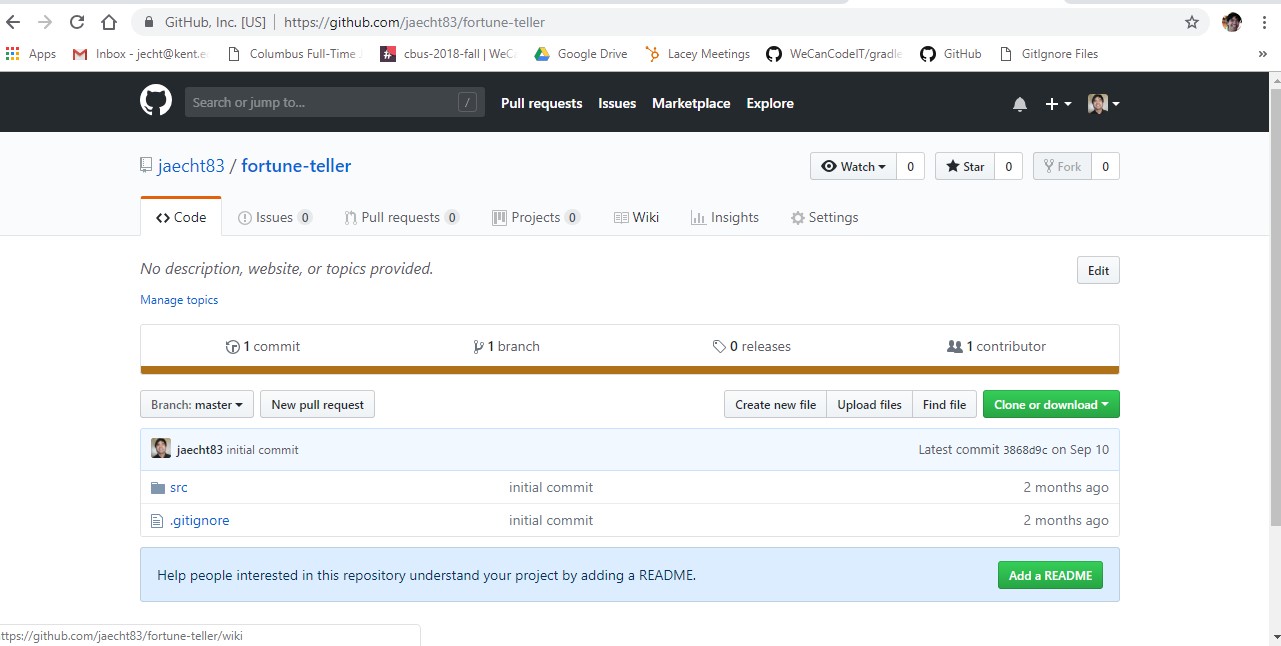 GitHub, Inc. [US] | https://github.com/jaecht83/fortune-teller
Apps Inbox - jecht@kent.e Columbus Full-Time cbus-2018-fall | WeC Google Drive Lacey Meetings WeCanCodeIT/gradle GitHub GitIgnore Files »
Search or jump to... / Pull requests Issues Marketplace Explore
jaecht83 / fortune-teller Watch 0 Star 0 Fork 0
Code Issues 0 Pull requests 0 Projects 0 Wiki Insights Settings
No description, website, or topics provided. Edit
Manage topics
1 commit 1 branch 0 releases 1 contributor
Branch: master New pull request Create new file Upload files Find file Clone or download
jaecht83 initial commit Latest commit 3868d9c on Sep 10
src initial commit 2 months ago
.gitignore initial commit 2 months ago
Help people interested in this repository understand your project by adding a README. Add a README
ttps://github.com/jaecht83/fortune-teller/wiki